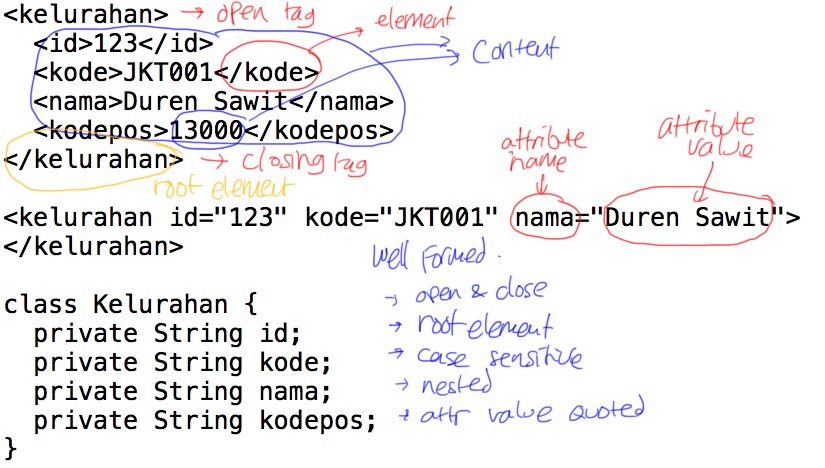 <kelurahan> → open tag element
<id>123</id>
<kode>JKT001</kode> Content
<nama>Duren Sawit</nama>
<kodepos>13000</kodepos>
</kelurahan> → closing tag
root element
attribute name
attribute value
<kelurahan id="123" kode="JKT001" nama="Duren Sawit">
</kelurahan>
Well Formed :
→ open & close
→ root element
→ case sensitive
→ nested
→ attr value quoted
class Kelurahan {
private String id;
private String kode;
private String nama;
private String kodepos;
}